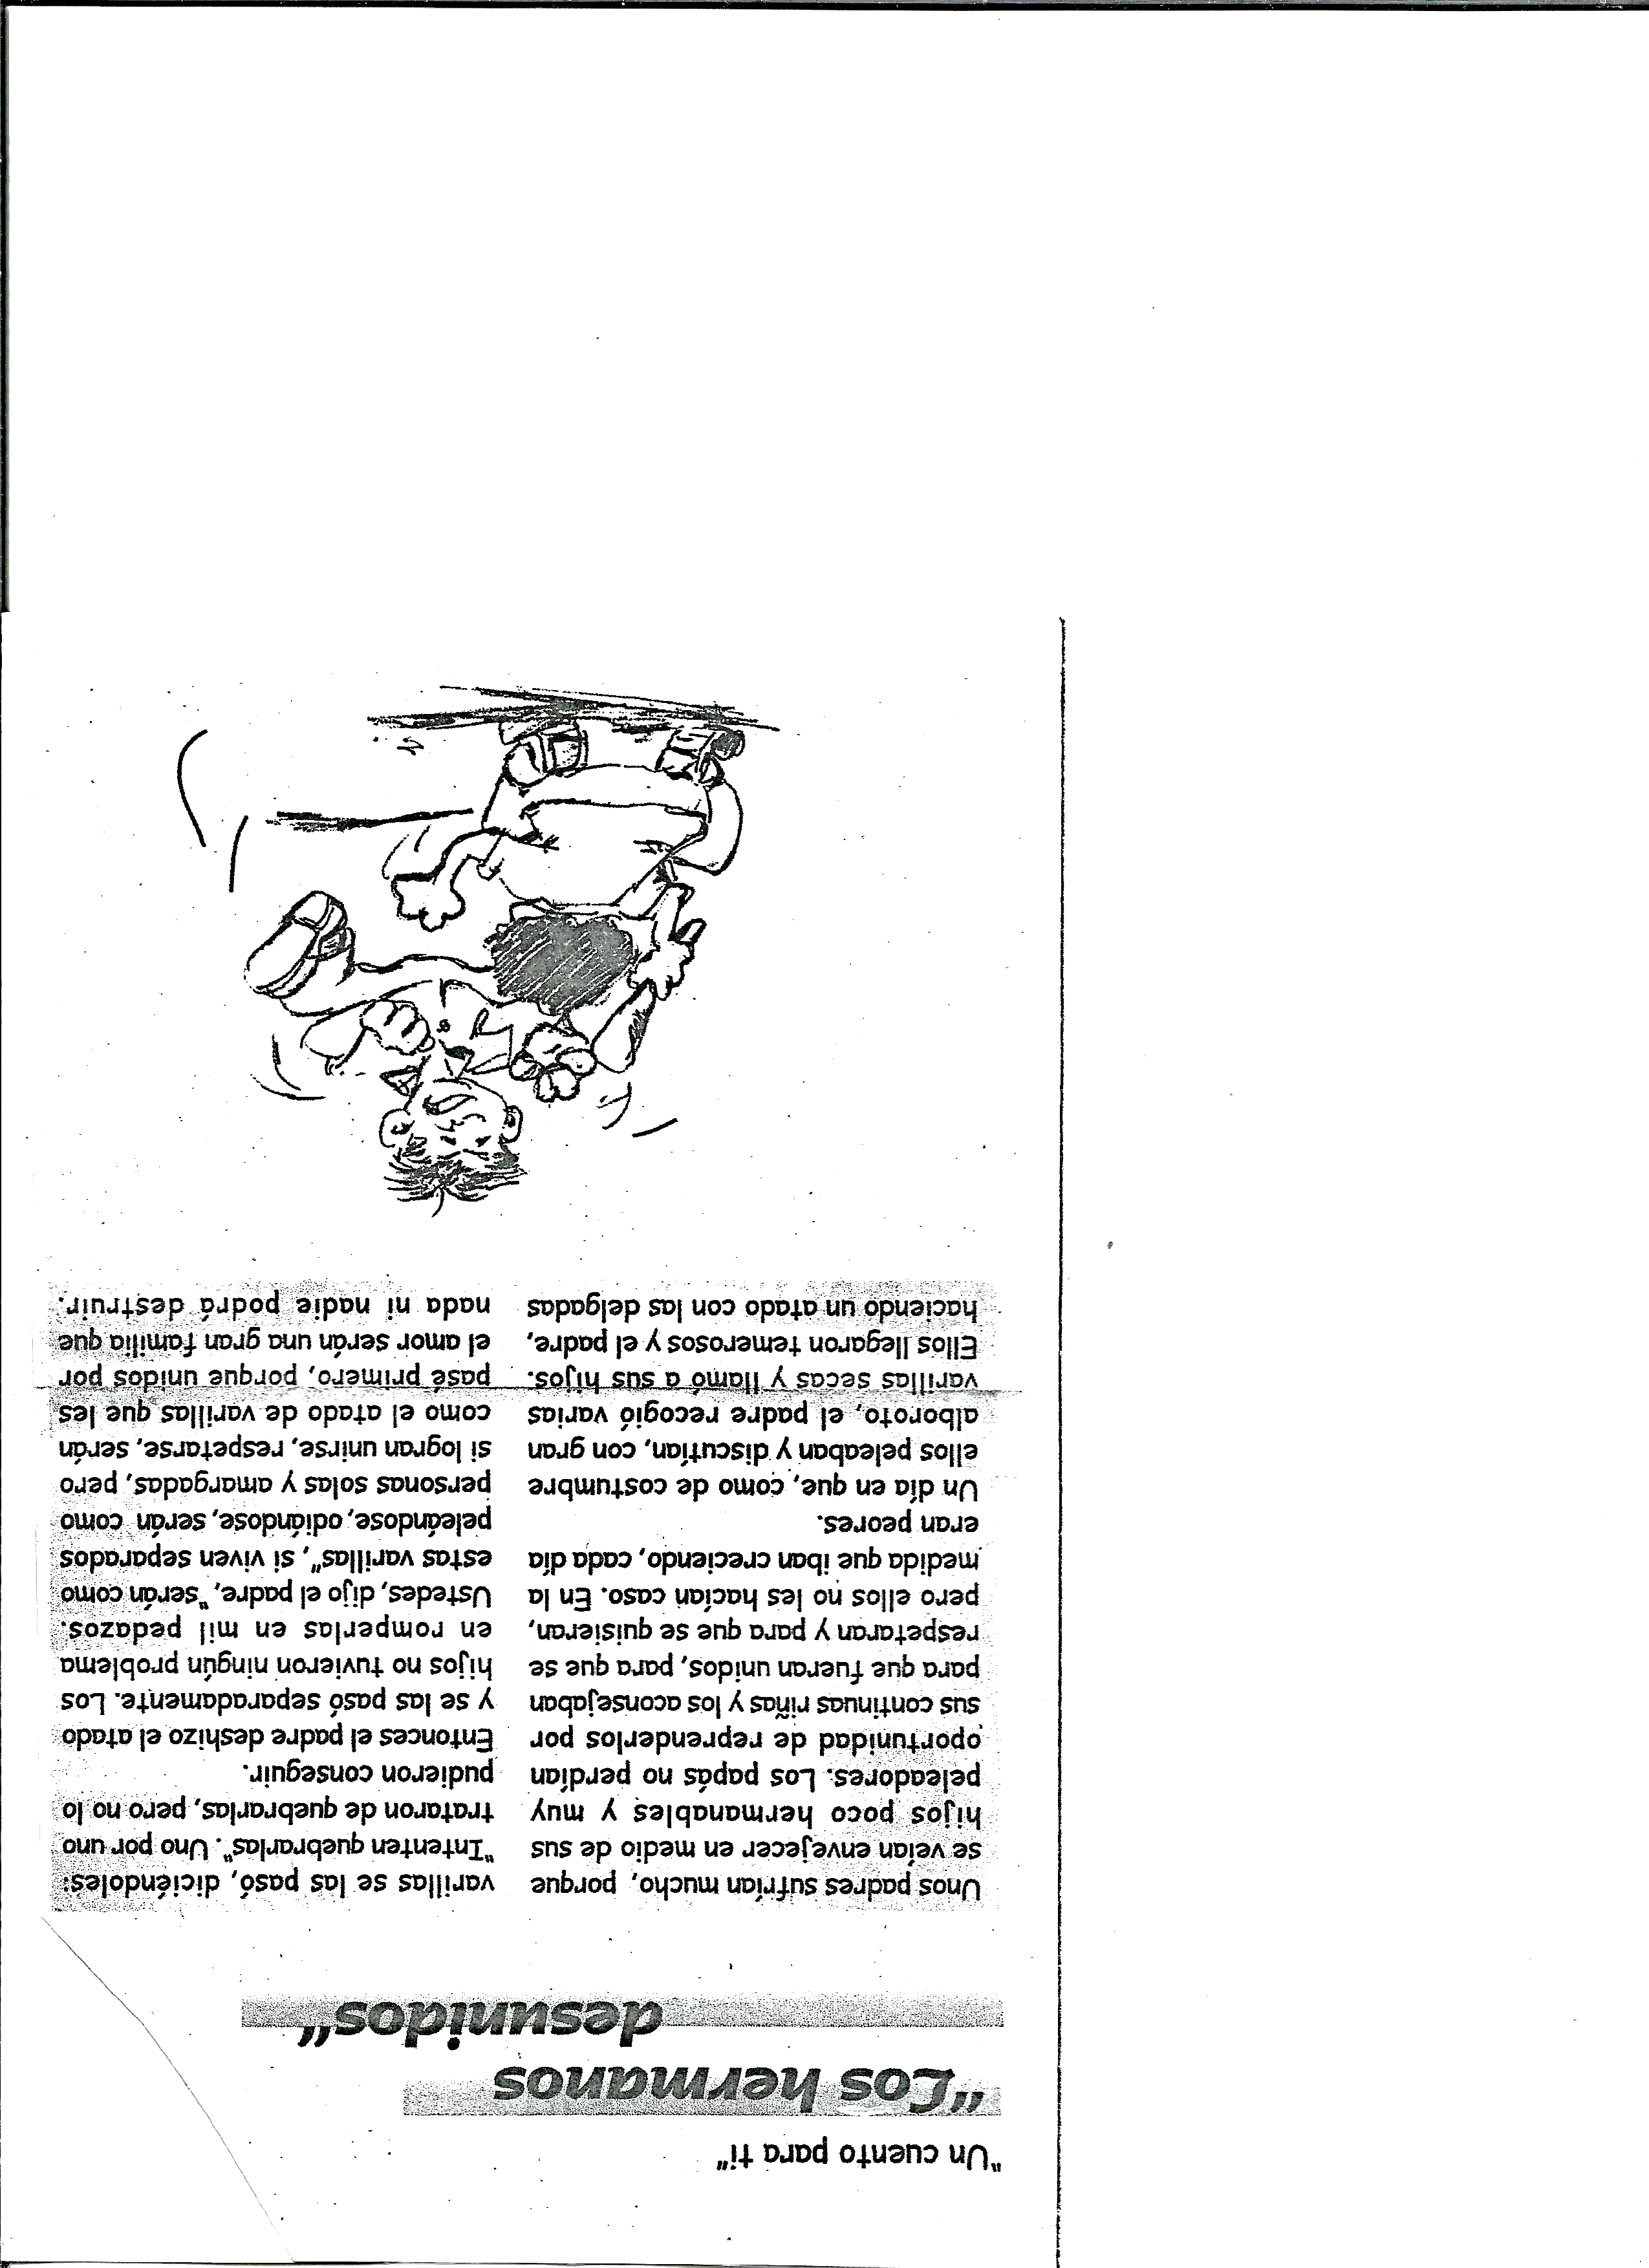 "Un cuento para ti"
"Los hermanos
desunidos"
Unos padres sufrían mucho, porque
se veían envejecer en medio de sus
hijos poco hermanables y muy
peleadores. Los papás no perdían
oportunidad de reprenderlos por
sus continuas riñas y los aconsejaban
para que fueran unidos, para que se
respetaran y para que se quisieran,
pero ellos no les hacían caso. En la
medida que iban creciendo, cada día
eran peores.
Un día en que, como de costumbre
ellos peleaban y discutían, con gran
alboroto, el padre recogió varias
varillas secas y llamó a sus hijos.
Ellos llegaron temerosos y el padre,
haciendo un atado con las delgadas
varillas se las pasó, diciéndoles:
"Intenten quebrarlas". Uno por uno
trataron de quebrarlas, pero no lo
pudieron conseguir.
Entonces el padre deshizo el atado
y se las pasó separadamente. Los
hijos no tuvieron ningún problema
en romperlas en mil pedazos.
Ustedes, dijo el padre, "serán como
estas varillas", si viven separados
peleándose, odiándose, serán como
personas solas y amargadas, pero
si logran unirse, respetarse, serán
como el atado de varillas que les
pasé primero, porque unidos por
el amor serán una gran familia que
nada ni nadie podrá destruir.